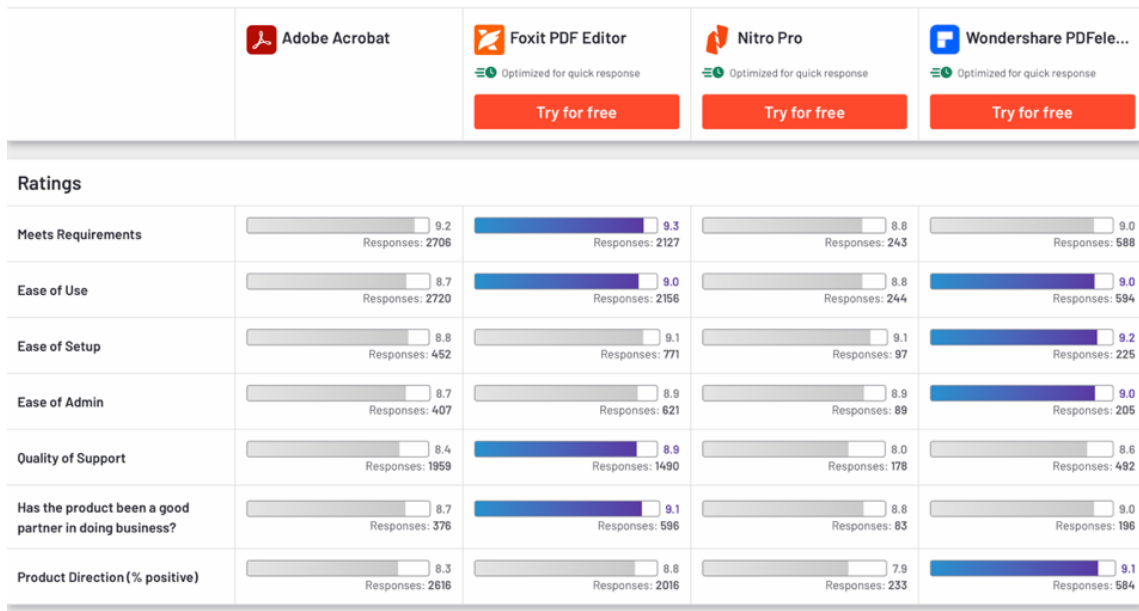 Adobe Acrobat
Foxit PDF Editor
Optimized for quick response
Try for free
Nitro Pro
Optimized for quick response
Try for free
Wondershare PDFele...
Optimized for quick response
Try for free
Ratings
Meets Requirements
9.2
Responses: 2706
9.3
Responses: 2127
8.8
Responses: 243
9.0
Responses: 588
Ease of Use
8.7
Responses: 2720
9.0
Responses: 2156
8.8
Responses: 244
9.0
Responses: 594
Ease of Setup
8.8
Responses: 452
9.1
Responses: 771
9.1
Responses: 97
9.2
Responses: 225
Ease of Admin
8.7
Responses: 407
8.9
Responses: 621
8.9
Responses: 89
9.0
Responses: 205
Quality of Support
8.4
Responses: 1959
8.9
Responses: 1490
8.0
Responses: 178
8.6
Responses: 492
Has the product been a good
partner in doing business?
8.7
Responses: 376
9.1
Responses: 596
8.8
Responses: 83
9.0
Responses: 196
Product Direction (% positive)
8.3
Responses: 2616
8.8
Responses: 2016
7.9
Responses: 233
9.1
Responses: 584